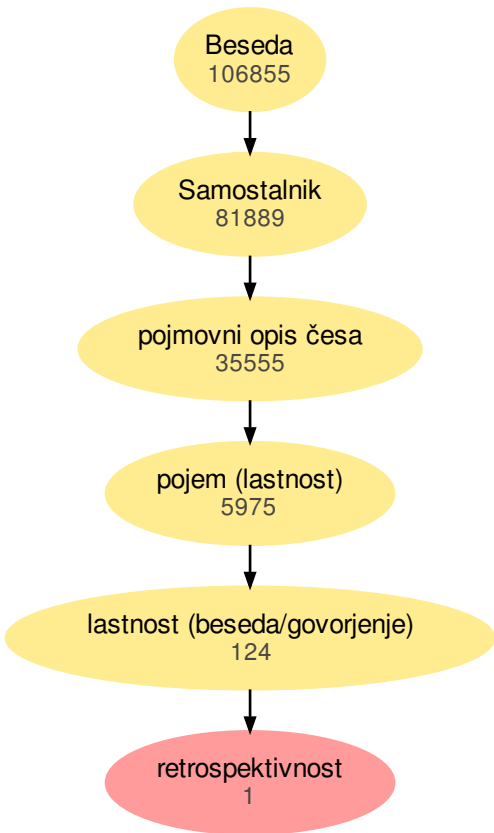 Beseda
106855
Samostalnik
81889
pojmovni opis česa
35555
pojem (lastnost)
5975
lastnost (beseda/govorjenje)
124
retrospektivnost
1